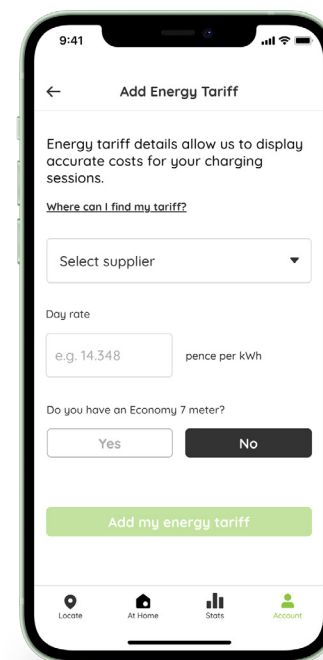 9:41
Add Energy Tariff
Energy tariff details allow us to display
accurate costs for your charging
sessions.
Where can I find my tariff?
Select supplier
Day rate
e.g. 14.348
pence per kWh
Do you have an Economy 7 meter?
Yes
No
Add my energy tariff
Locate
At Home
Stats
Account